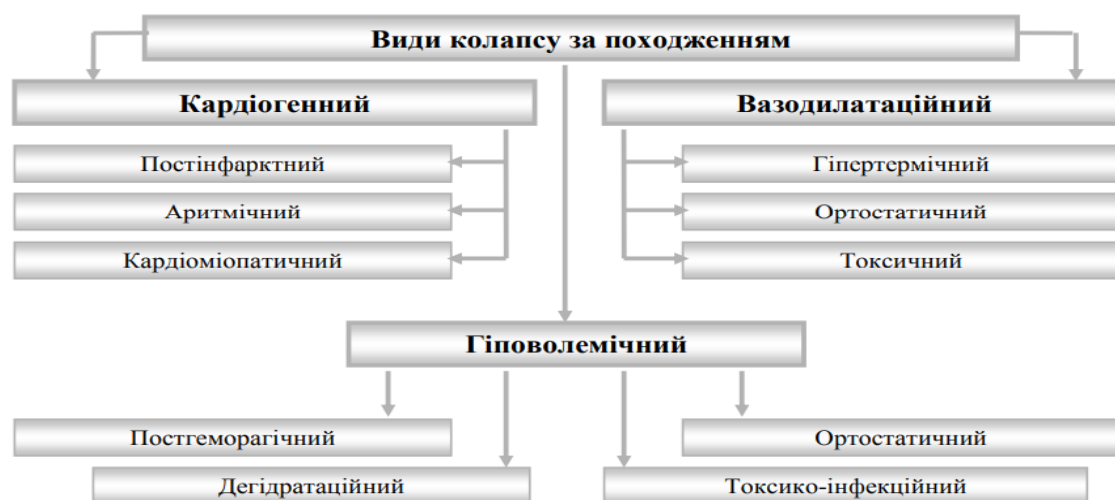 Види колапсу за походженням
Кардіогенний
Вазодилатаційний
Постінфарктний
Гіпертермічний
Аритмічний
Ортостатичний
Кардіоміопатичний
Токсичний
Гіповолемічний
Постгеморагічний
Ортостатичний
Дегідратаційний
Токсико-інфекційний